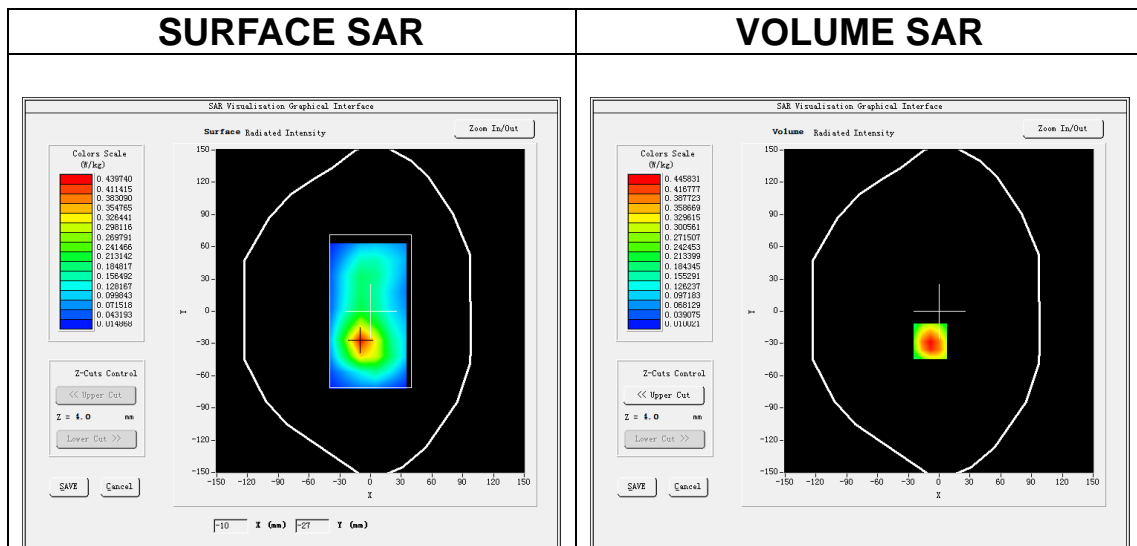 SURFACE SAR
VOLUME SAR
SAR Visualisation Graphical Interface
Surface Radiated Intensity
Zoom In/Out
Colors Scale
(W/kg)
0.439740
0.411415
0.383090
0.354765
0.326441
0.298116
0.269791
0.241466
0.213142
0.184817
0.156492
0.128167
0.099843
0.071518
0.043193
0.014868
150
120
90
60
30
0
-30
-60
-90
-120
-150
Y
-150 -120 -90 -60 -30 0 30 60 90 120 150
X
Z-Cuts Control
<< Upper Cut
Z = 4.0 mm
Lower Cut >>
SAVE Cancel
-10 X (mm) -27 Y (mm)
SAR Visualisation Graphical Interface
Volume Radiated Intensity
Zoom In/Out
Colors Scale
(W/kg)
0.445831
0.416777
0.387723
0.358669
0.329615
0.300561
0.271507
0.242453
0.213399
0.184345
0.155291
0.126237
0.097183
0.068129
0.039075
0.010021
150
120
90
60
30
0
-30
-60
-90
-120
-150
Y
-150 -120 -90 -60 -30 0 30 60 90 120 150
X
Z-Cuts Control
<< Upper Cut
Z = 4.0 mm
Lower Cut >>
SAVE Cancel